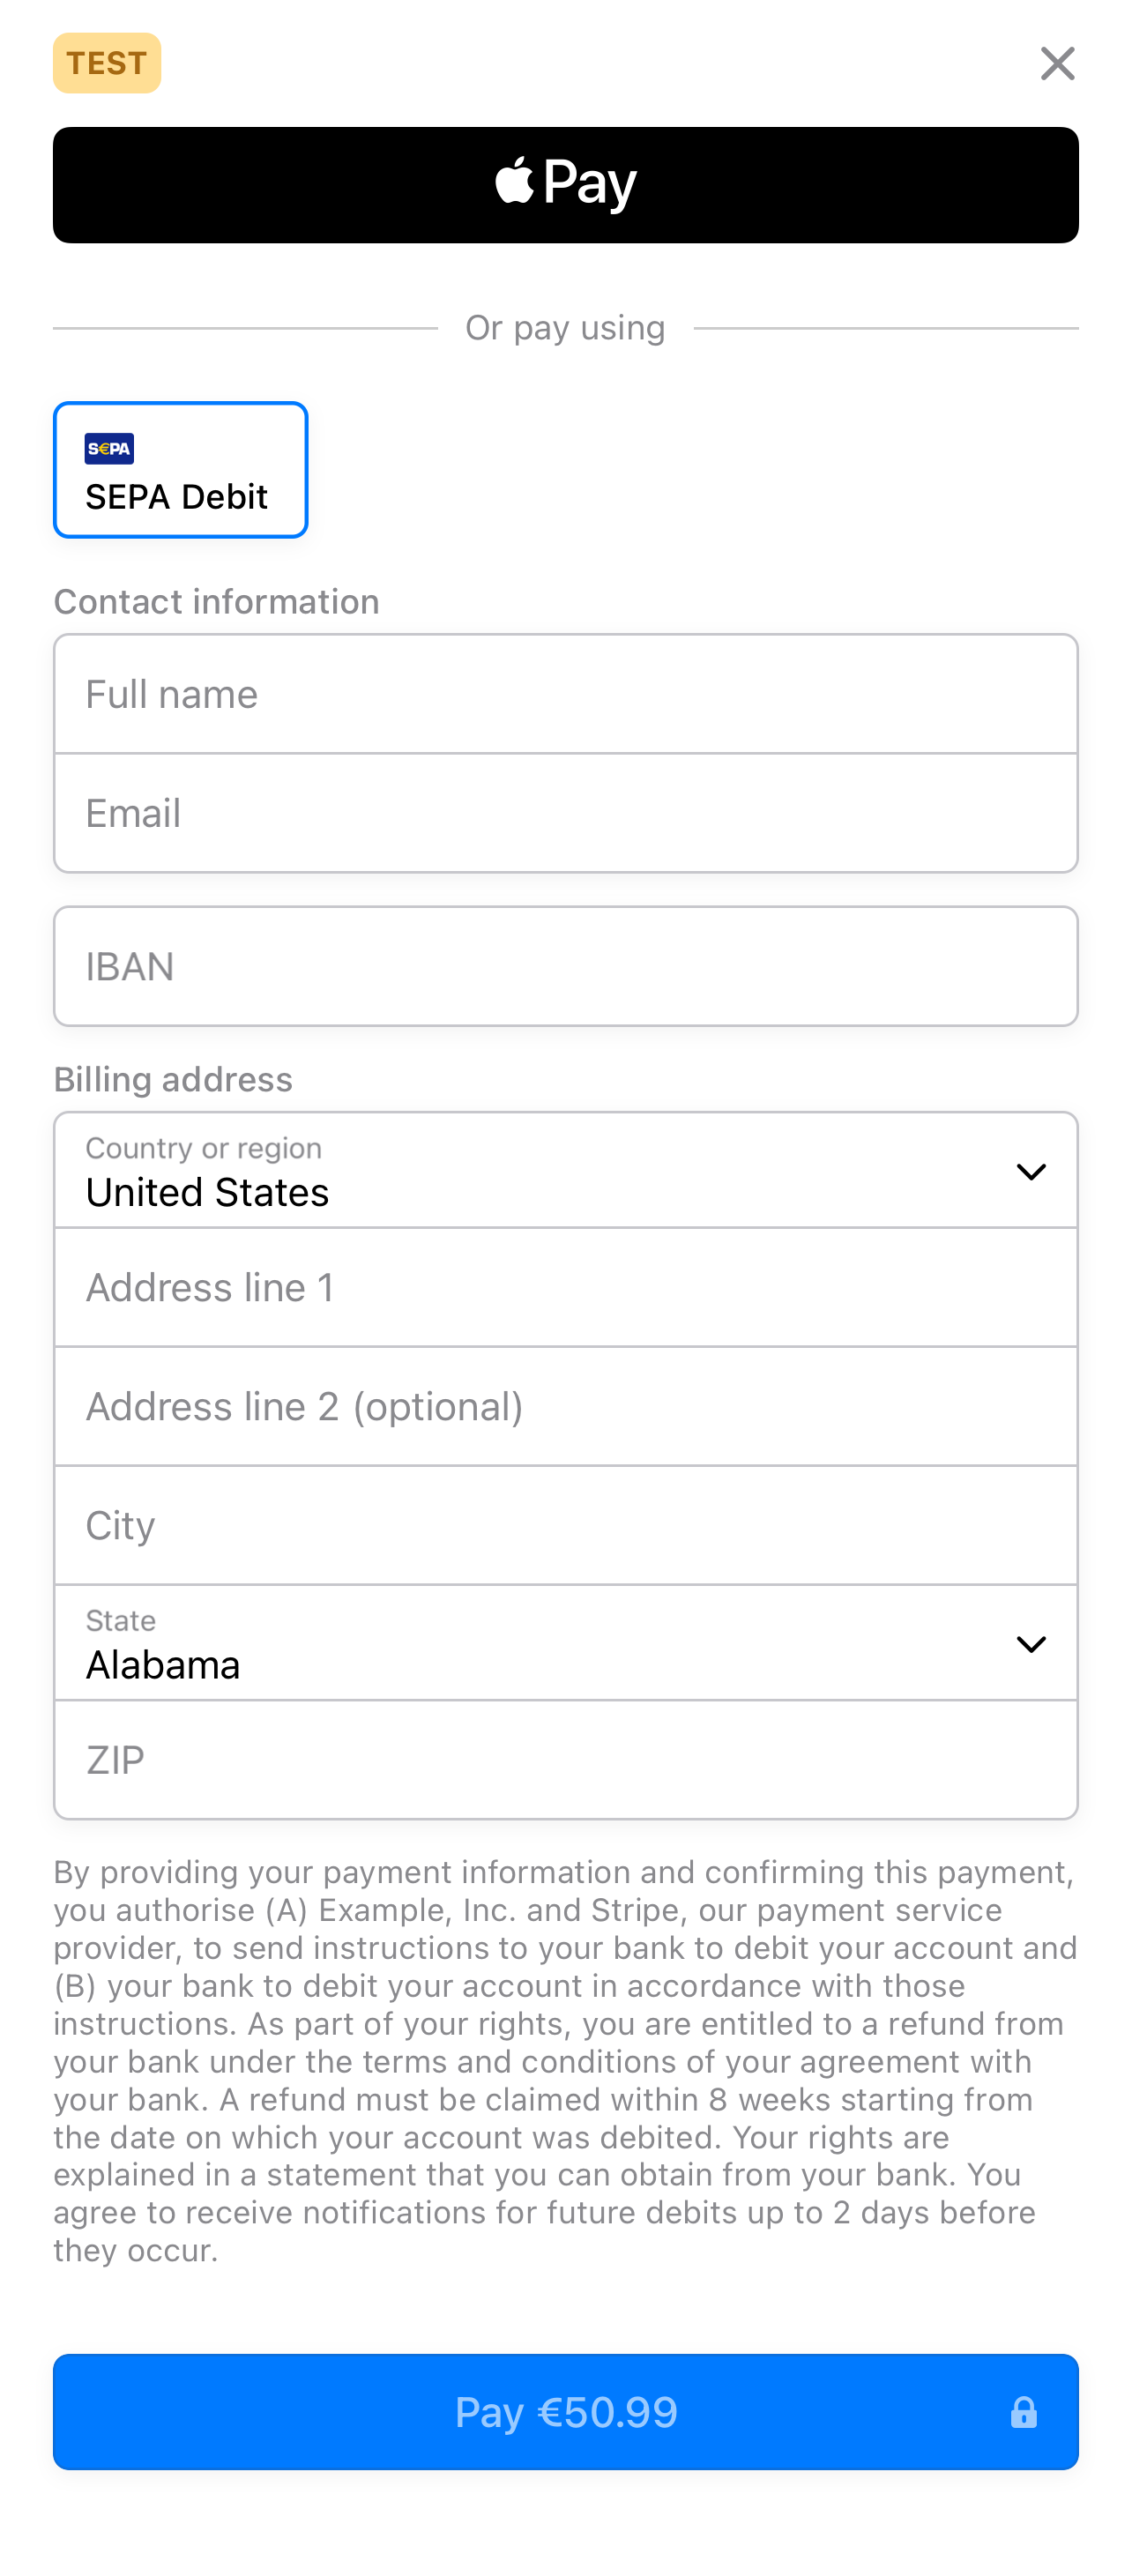 TEST
Pay
Or pay using
S€PA
SEPA Debit
Contact information
Full name
Email
IBAN
Billing address
Country or region
United States
Address line 1
Address line 2 (optional)
City
State
Alabama
ZIP
By providing your payment information and confirming this payment,
you authorise (A) Example, Inc. and Stripe, our payment service
provider, to send instructions to your bank to debit your account and
(B) your bank to debit your account in accordance with those
instructions. As part of your rights, you are entitled to a refund from
your bank under the terms and conditions of your agreement with
your bank. A refund must be claimed within 8 weeks starting from
the date on which your account was debited. Your rights are
explained in a statement that you can obtain from your bank. You
agree to receive notifications for future debits up to 2 days before
they occur.
Pay €50.99